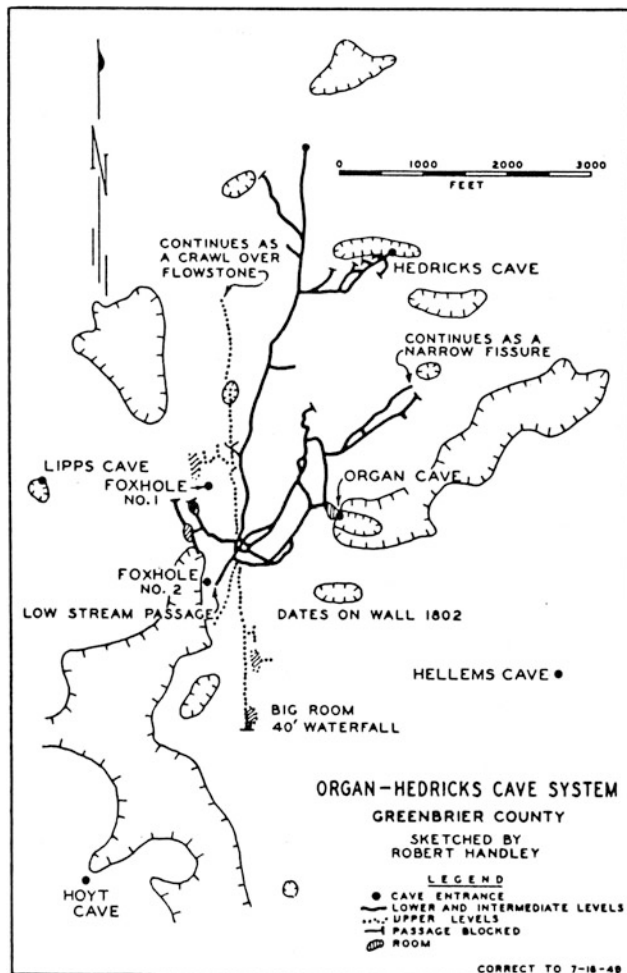 0 1000 2000 3000
FEET
CONTINUES AS
A CRAWL OVER
FLOWSTONE
HEDRICKS CAVE
CONTINUES AS A
NARROW FISSURE
LIPPS CAVE
FOXHOLE
NO. 1
ORGAN CAVE
FOXHOLE
NO. 2
LOW STREAM PASSAGE
DATES ON WALL 1802
HELLEMS CAVE
BIG ROOM
40' WATERFALL
ORGAN-HEDRICKS CAVE SYSTEM
GREENBRIER COUNTY
SKETCHED BY
ROBERT HANDLEY
LEGEND
CAVE ENTRANCE
LOWER AND INTERMEDIATE LEVELS
UPPER LEVELS
PASSAGE BLOCKED
ROOM
HOYT
CAVE
CORRECT TO 7-18-48